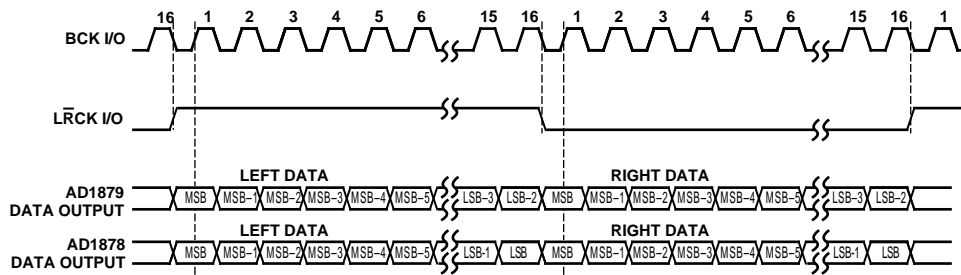 16 1 2 3 4 5 6 15 16 1 2 3 4 5 6 15 16 1
BCK I/O
LR̅CK I/O
LEFT DATA RIGHT DATA
AD1879 DATA OUTPUT
MSB MSB–1 MSB–2 MSB–3 MSB–4 MSB–5 LSB–3 LSB–2 MSB MSB–1 MSB–2 MSB–3 MSB–4 MSB–5 LSB–3 LSB–2
LEFT DATA RIGHT DATA
AD1878 DATA OUTPUT
MSB MSB–1 MSB–2 MSB–3 MSB–4 MSB–5 LSB-1 LSB MSB MSB–1 MSB–2 MSB–3 MSB–4 MSB–5 LSB-1 LSB